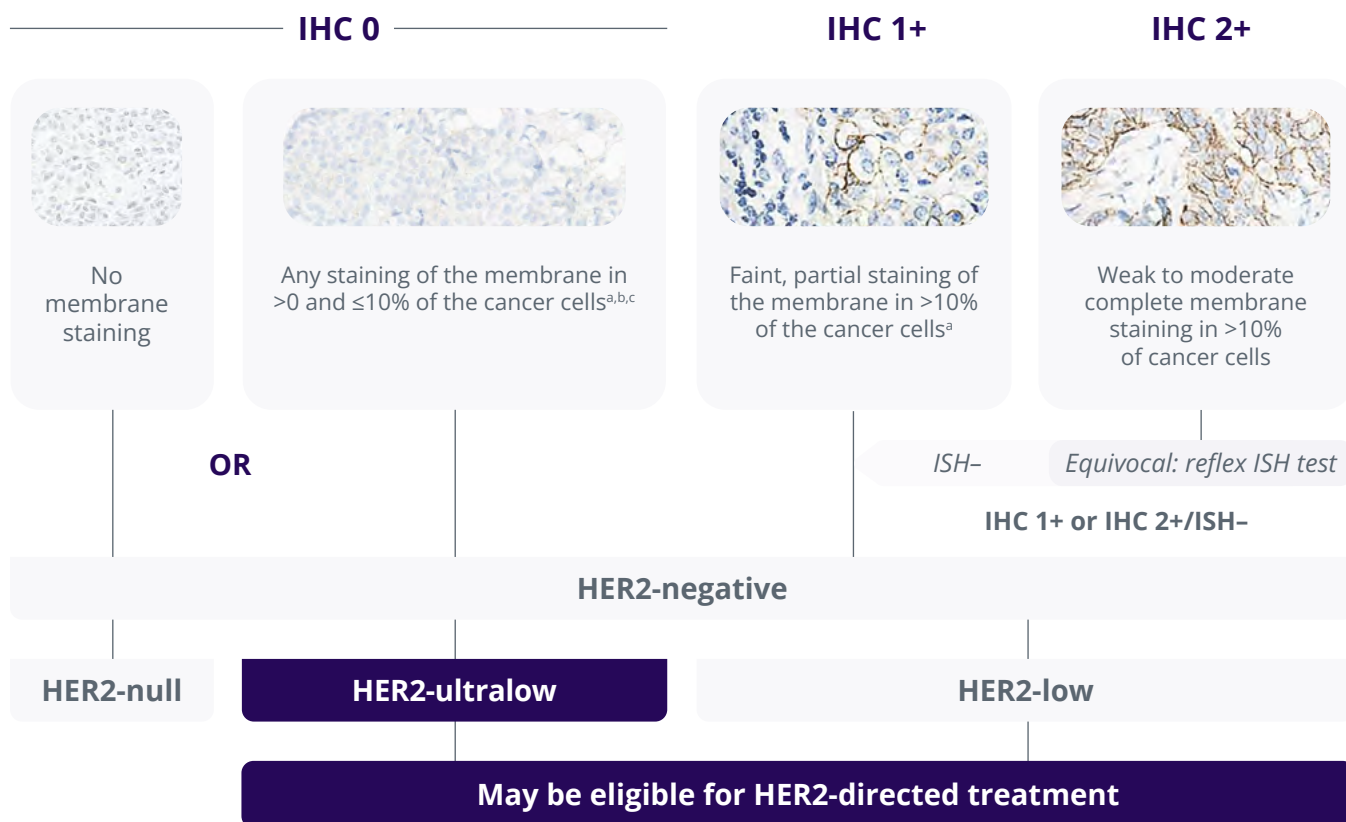 IHC 0
IHC 1+
IHC 2+
No
membrane
staining
Any staining of the membrane in
>0 and ≤10% of the cancer cellsa,b,c
Faint, partial staining of
the membrane in >10%
of the cancer cellsa
Weak to moderate
complete membrane
staining in >10%
of cancer cells
OR
ISH–
Equivocal: reflex ISH test
IHC 1+ or IHC 2+/ISH–
HER2-negative
HER2-null
HER2-ultralow
HER2-low
May be eligible for HER2-directed treatment